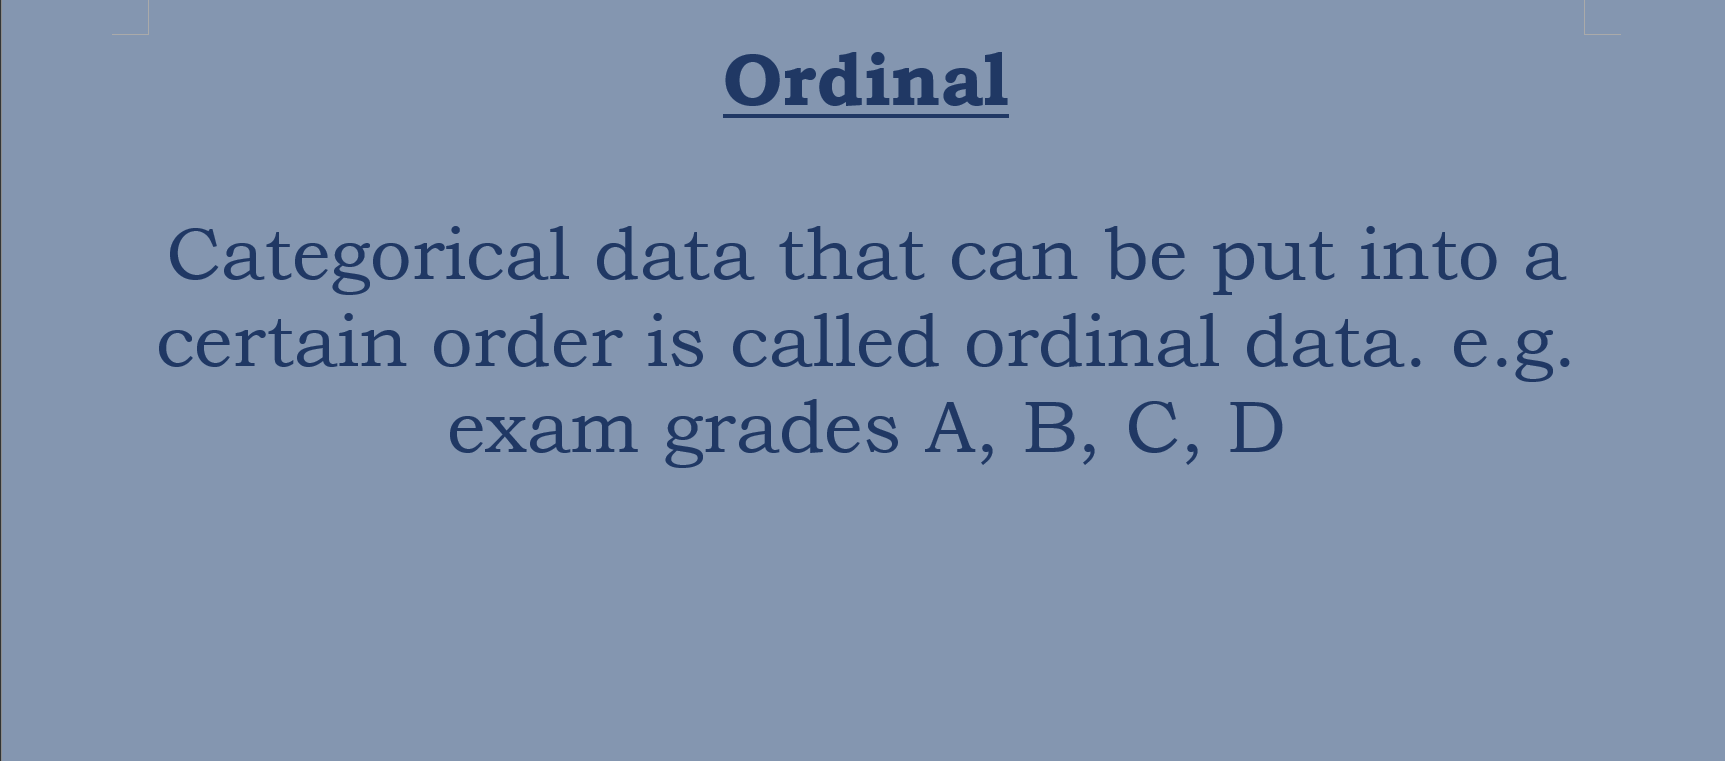 Ordinal
Categorical data that can be put into a
certain order is called ordinal data. e.g.
exam grades A, B, C, D